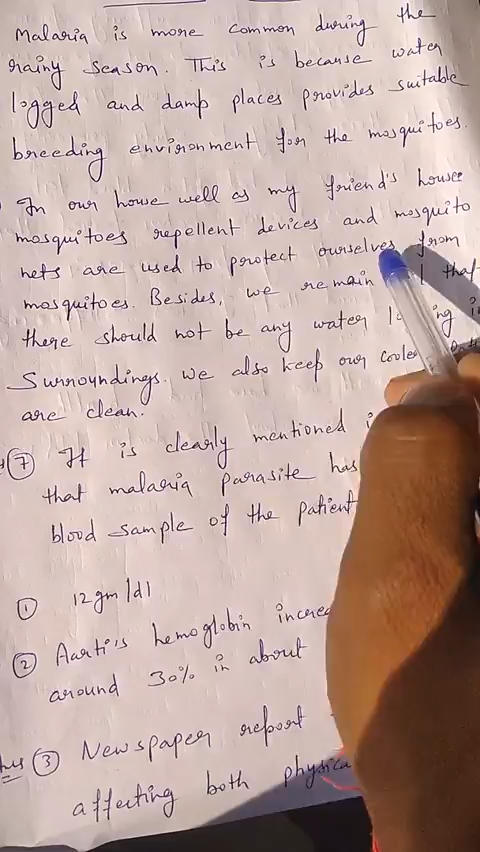 Malaria is more common during the
rainy season. This is because water
logged and damp places provides suitable
breeding environment for the mosquitoes.
In our house well as my friend's house
mosquitoes repellent devices and mosquito
nets are used to protect ourselves from
mosquitoes. Besides, we remain that
there should not be any water
Surroundings. We also keep our cooler
are clean.
⑦ It is clearly mentioned
that malaria parasite has
blood sample of the patient
① 12gm/dl
② Aarti's hemoglobin
around 30% in about
③ Newspaper report
affecting both